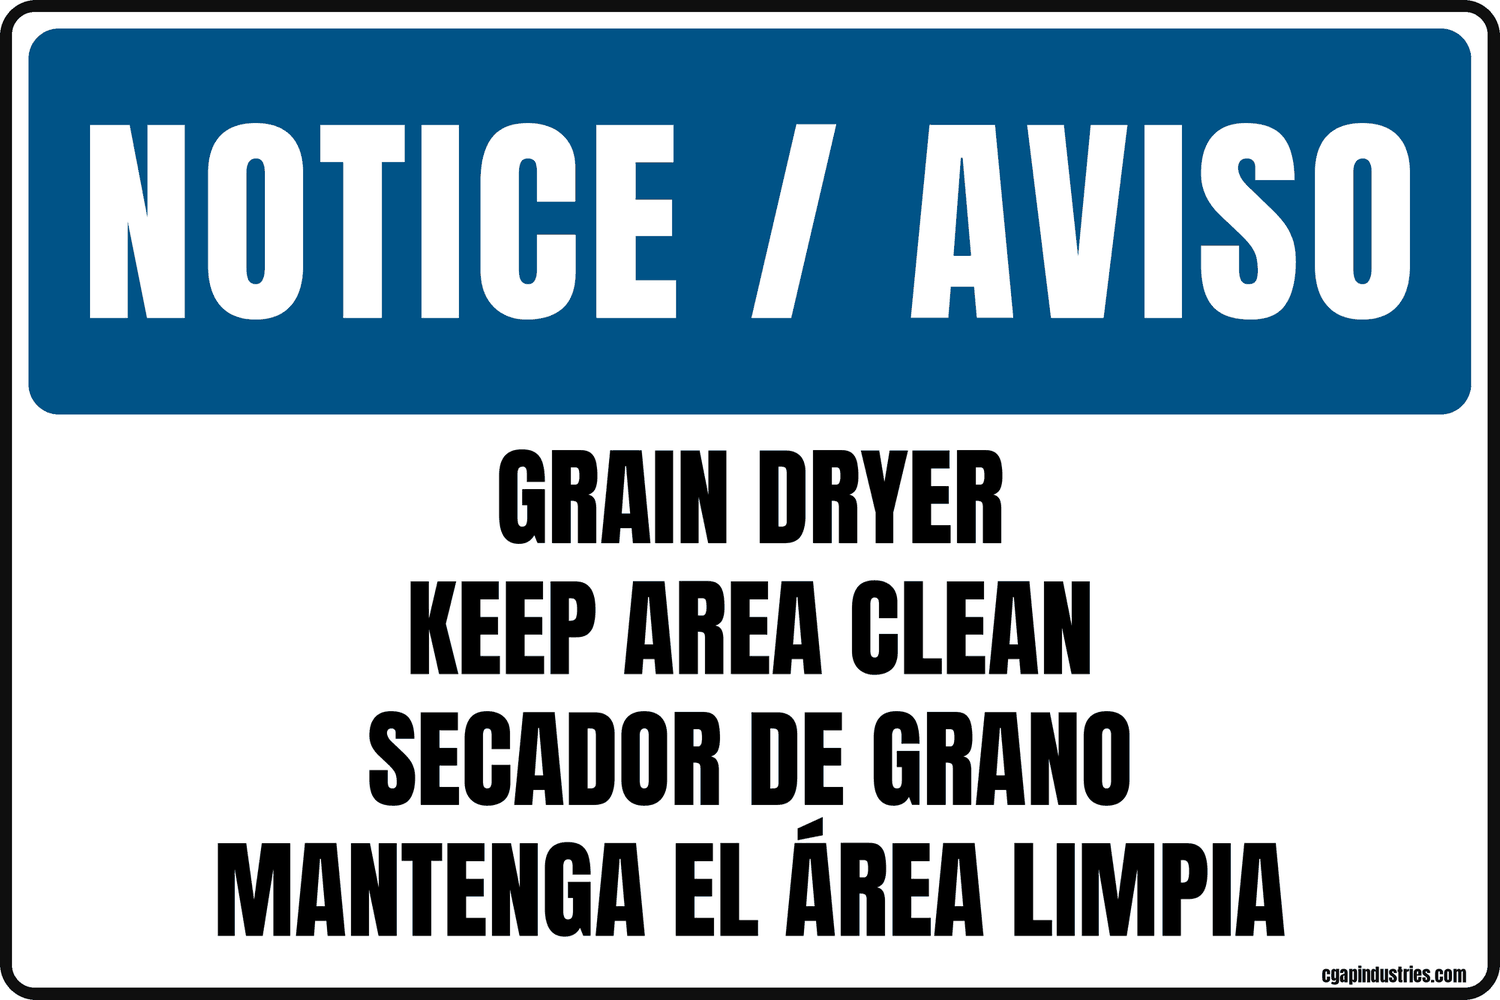 NOTICE / AVISO
GRAIN DRYER
KEEP AREA CLEAN
SECADOR DE GRANO
MANTENGA EL ÁREA LIMPIA
cgapindustries.com